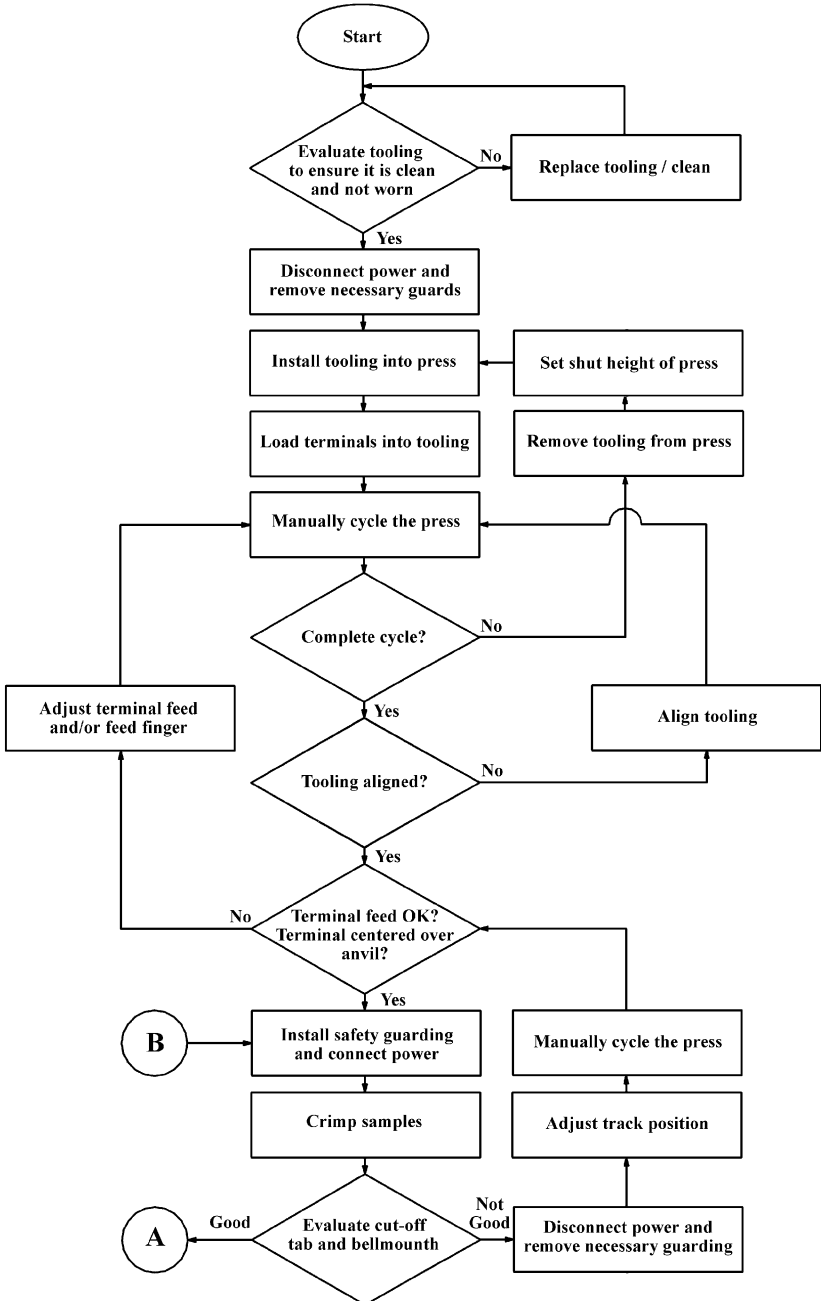 Start
Evaluate tooling
to ensure it is clean
and not worn
No
Replace tooling / clean
Yes
Disconnect power and
remove necessary guards
Install tooling into press
Set shut height of press
Load terminals into tooling
Remove tooling from press
Manually cycle the press
Complete cycle?
No
Yes
Adjust terminal feed
and/or feed finger
Align tooling
Tooling aligned?
No
Yes
No
Terminal feed OK?
Terminal centered over
anvil?
Yes
B
Install safety guarding
and connect power
Manually cycle the press
Crimp samples
Adjust track position
A
Good
Evaluate cut-off
tab and bellmounth
Not
Good
Disconnect power and
remove necessary guarding